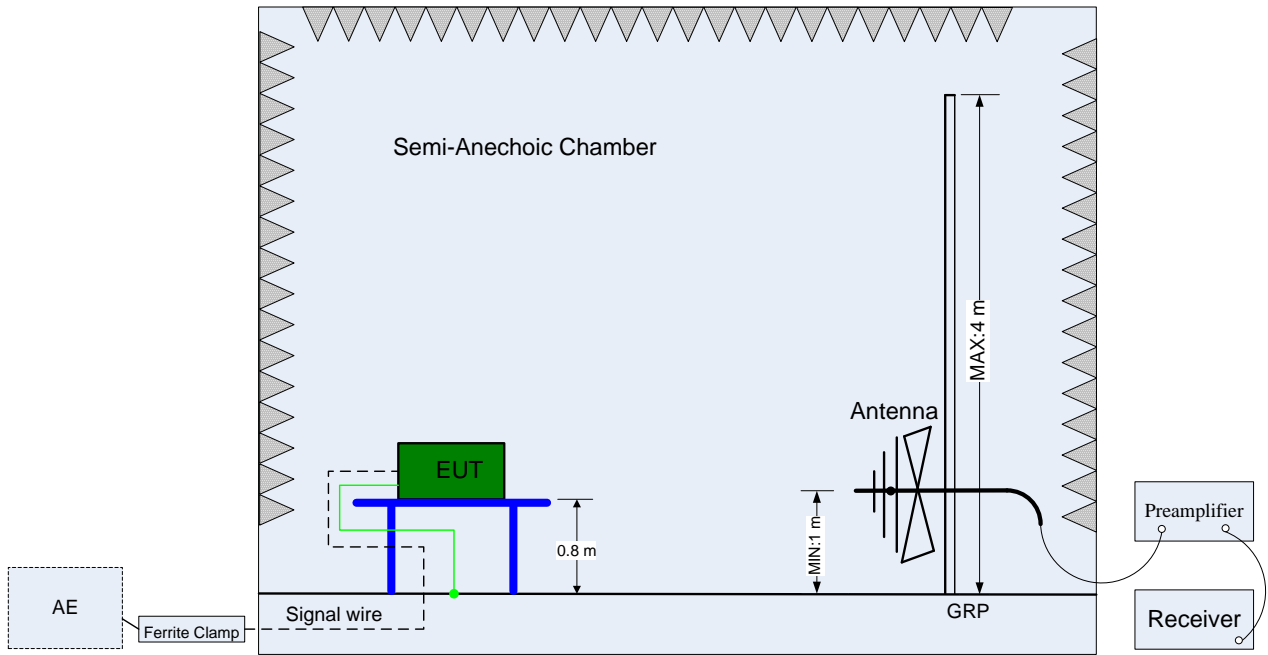 Semi-Anechoic Chamber
MAX:4 m
Antenna
EUT
Preamplifier
0.8 m
MIN:1 m
AE
Signal wire
GRP
Ferrite Clamp
Receiver